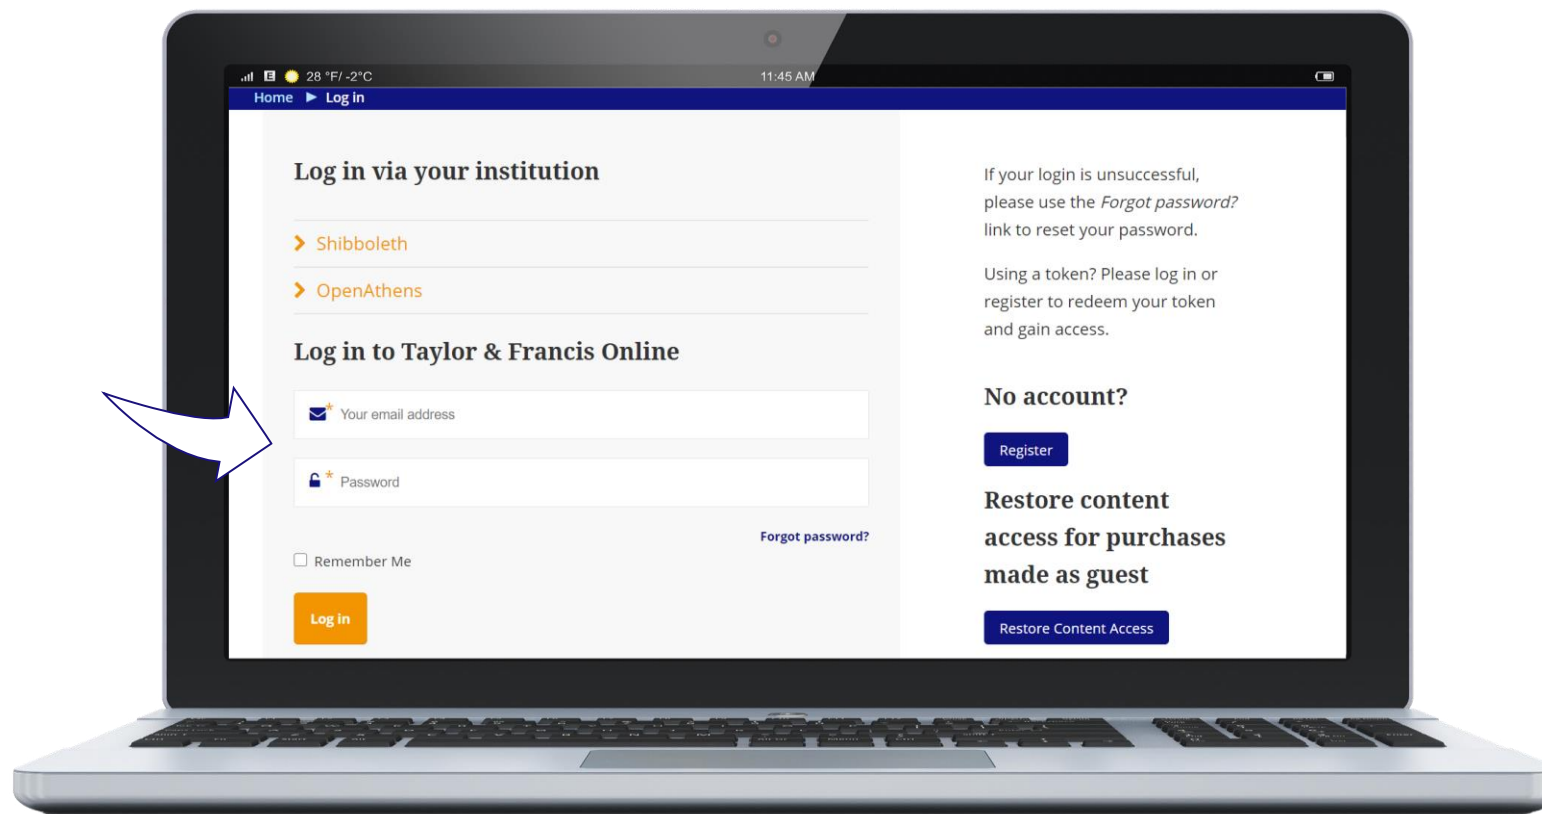 E 28 °F/ -2°C 11:45 AM
Home ▶ Log in
Log in via your institution
Shibboleth
OpenAthens
Log in to Taylor & Francis Online
* Your email address
* Password
Forgot password?
Remember Me
Log in
If your login is unsuccessful,
please use the Forgot password?
link to reset your password.
Using a token? Please log in or
register to redeem your token
and gain access.
No account?
Register
Restore content
access for purchases
made as guest
Restore Content Access